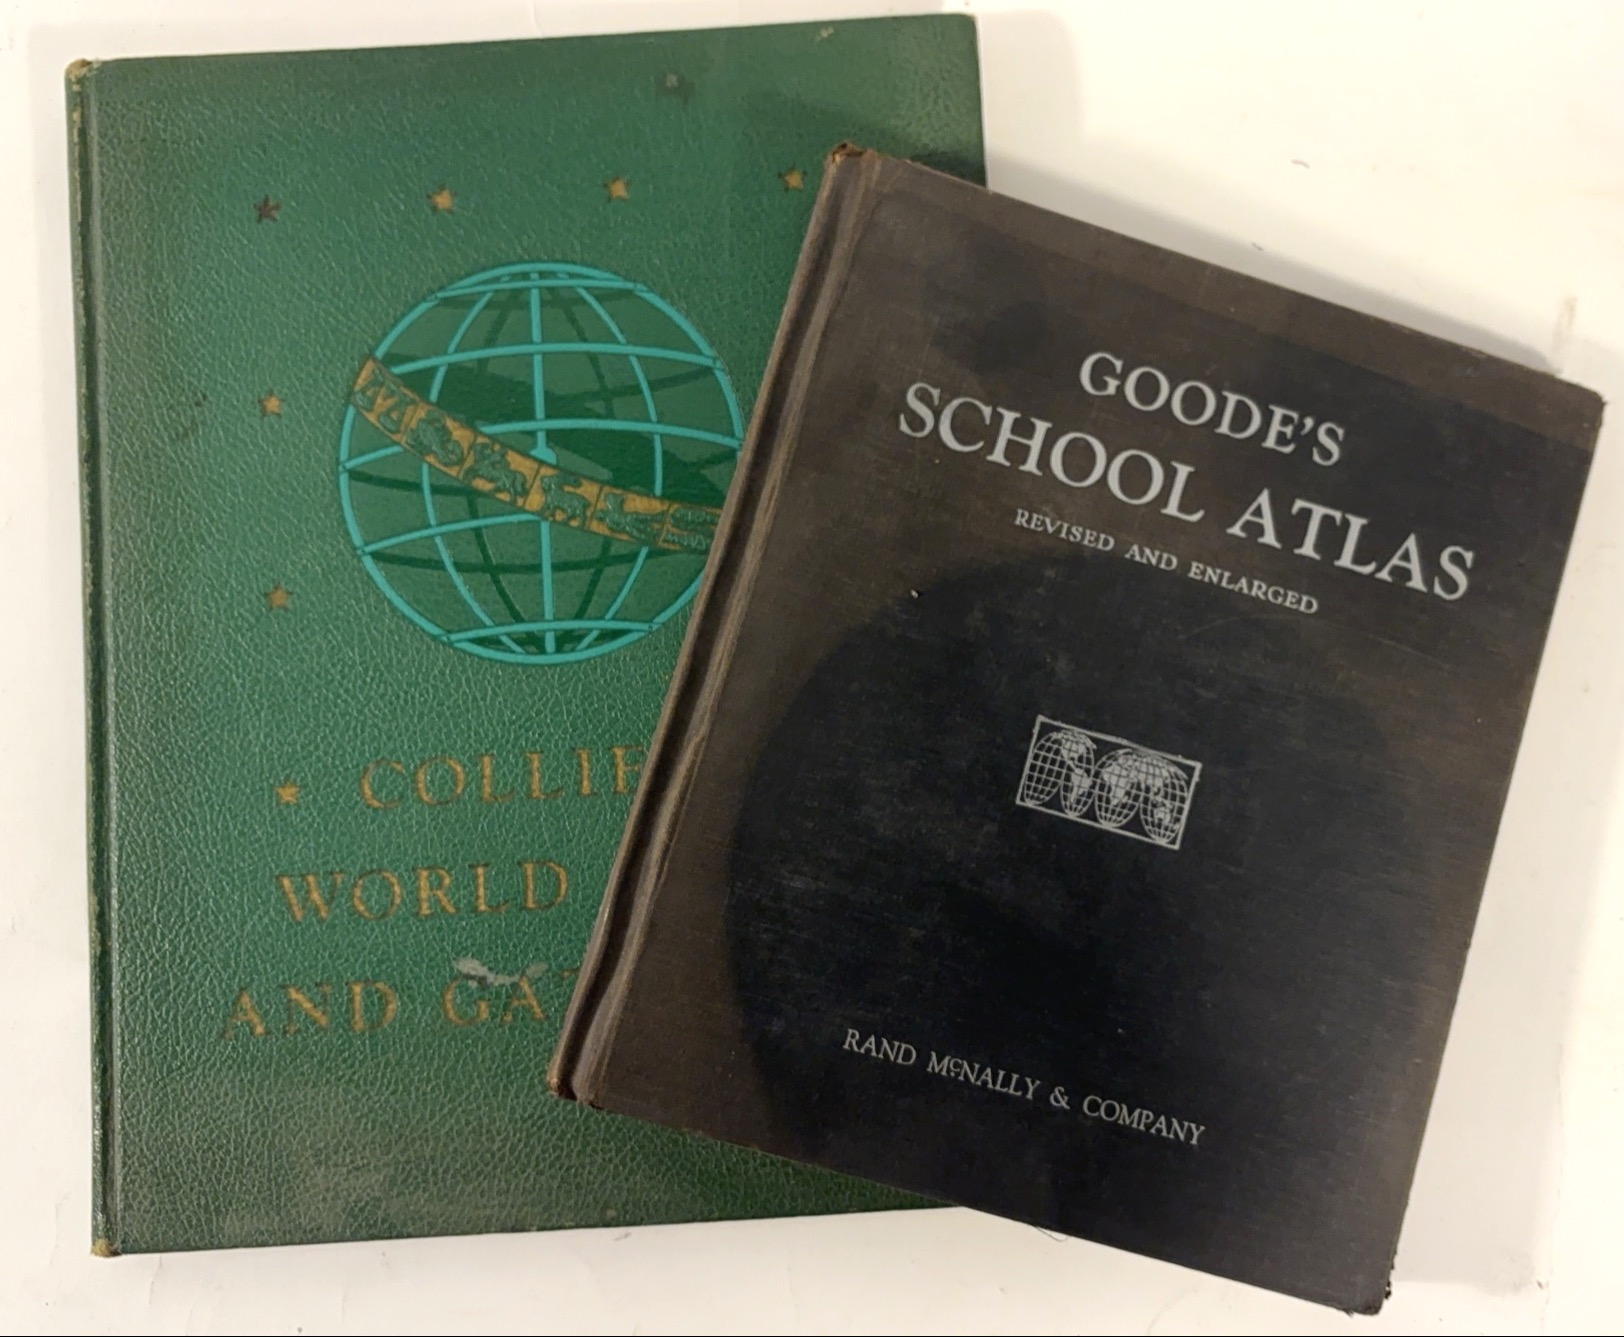 COLLIE
WORLD
AND GA
GOODE'S
SCHOOL ATLAS
REVISED AND ENLARGED
RAND McNALLY & COMPANY